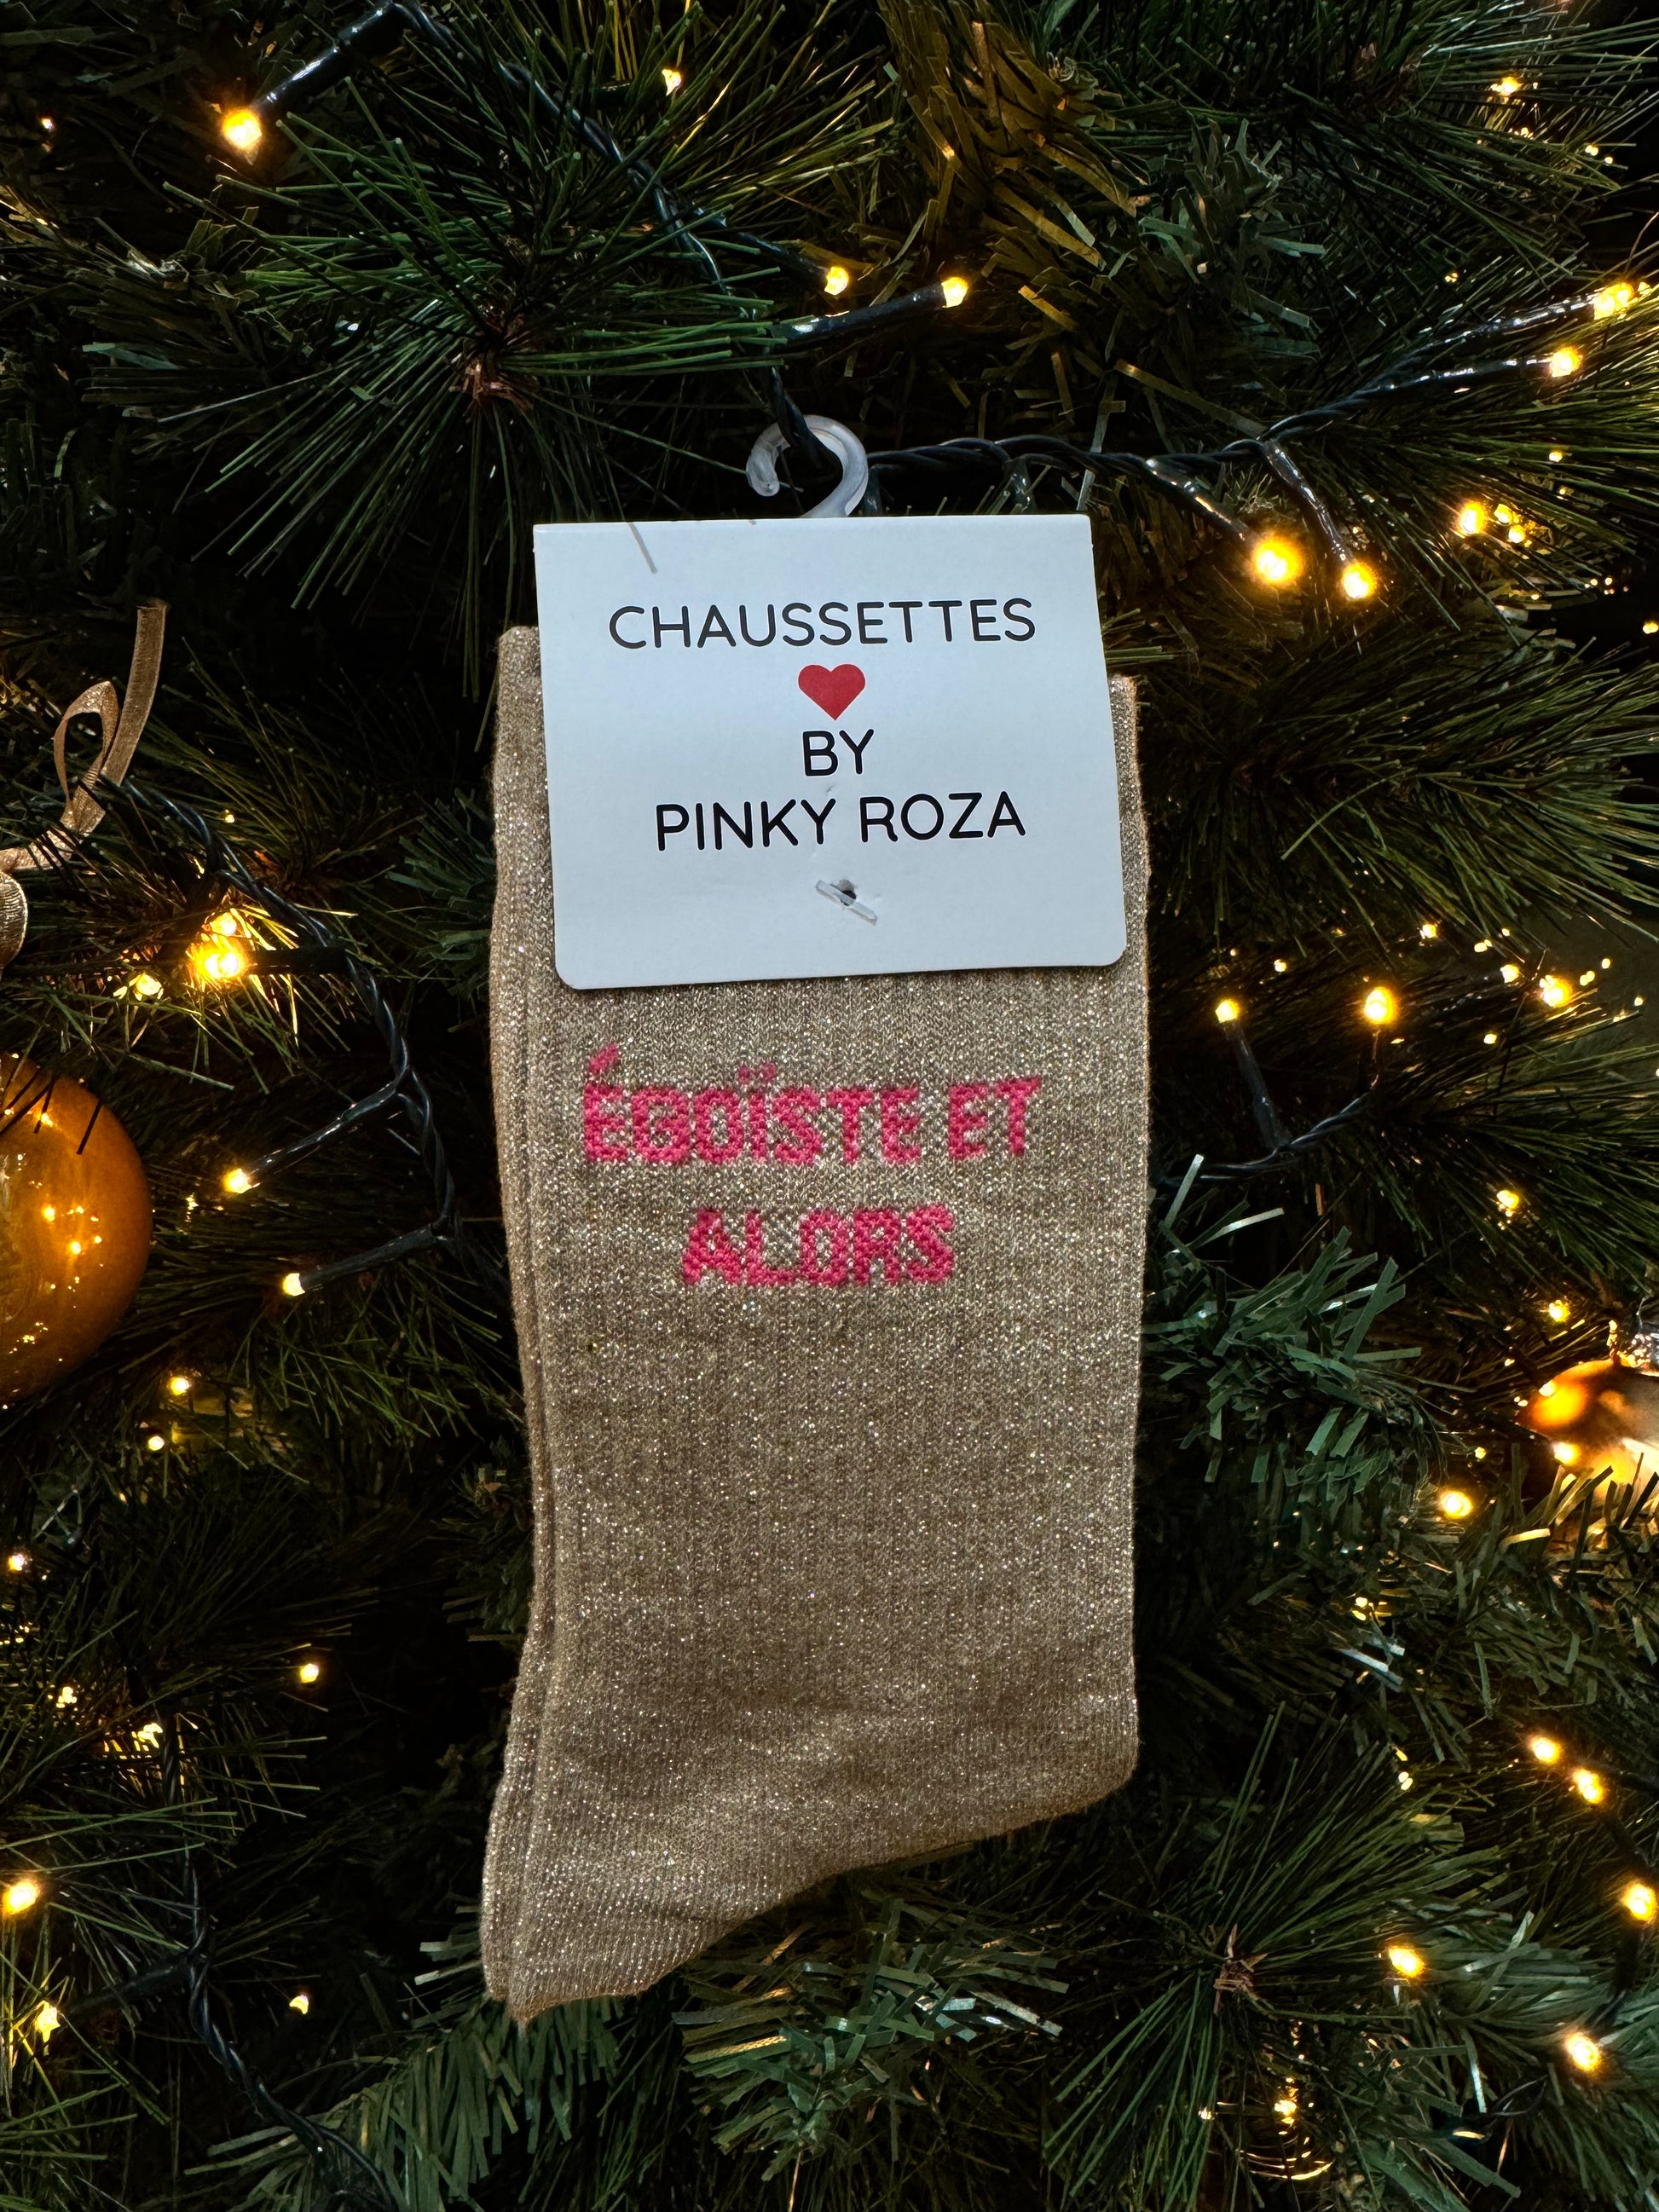 CHAUSSETTES
BY
PINKY ROZA
ÉGOÏSTE ET
ALORS